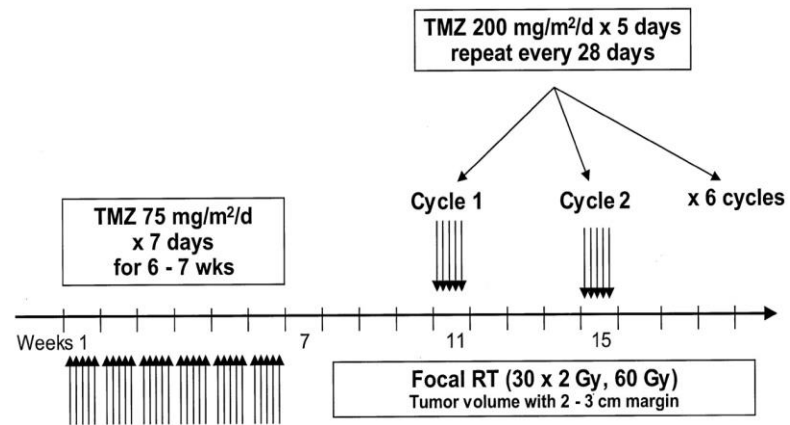 TMZ 200 mg/m²/d x 5 days
repeat every 28 days
Cycle 1
Cycle 2
x 6 cycles
TMZ 75 mg/m²/d
x 7 days
for 6 - 7 wks
Weeks 1
7
11
15
Focal RT (30 x 2 Gy, 60 Gy)
Tumor volume with 2 - 3 cm margin